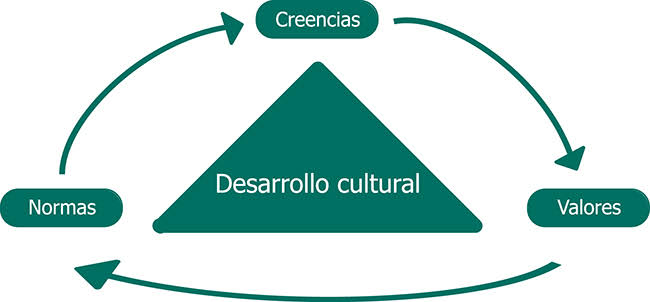 Creencias
Desarrollo cultural
Normas
Valores